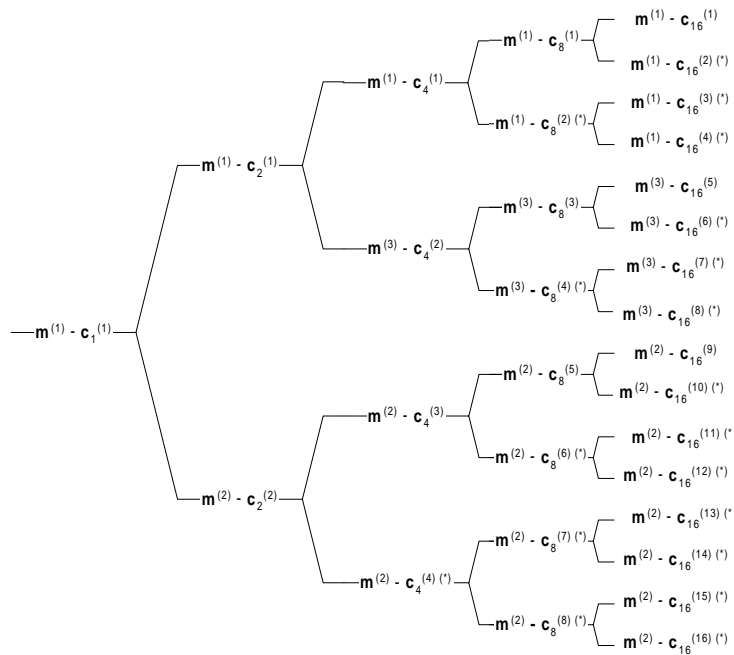 m(1) - c16(1)
m(1) - c8(1)
m(1) - c16(2) (*)
m(1) - c4(1)
m(1) - c16(3) (*)
m(1) - c8(2) (*)
m(1) - c16(4) (*)
m(1) - c2(1)
m(3) - c16(5)
m(3) - c8(3)
m(3) - c16(6) (*)
m(3) - c4(2)
m(3) - c16(7) (*)
m(3) - c8(4) (*)
m(3) - c16(8) (*)
m(1) - c1(1)
m(2) - c16(9)
m(2) - c8(5)
m(2) - c16(10) (*)
m(2) - c4(3)
m(2) - c16(11) (*
m(2) - c8(6) (*)
m(2) - c16(12) (*)
m(2) - c2(2)
m(2) - c16(13) (*
m(2) - c8(7) (*)
m(2) - c16(14) (*)
m(2) - c4(4) (*)
m(2) - c16(15) (*)
m(2) - c8(8) (*)
m(2) - c16(16) (*)